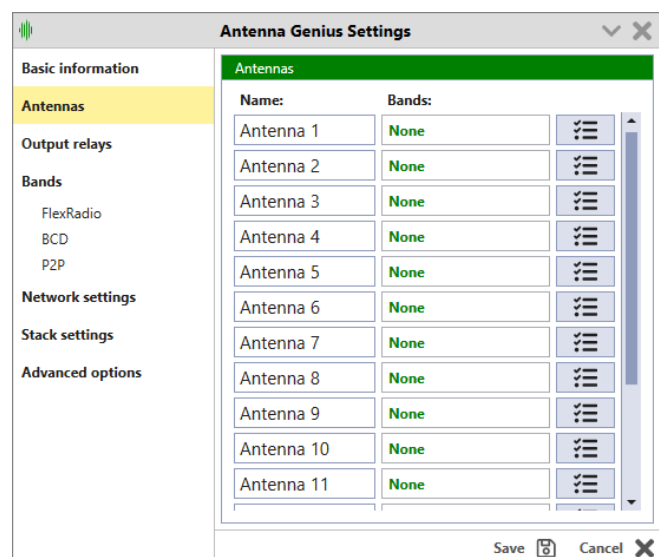 Antenna Genius Settings
Basic information
Antennas
Output relays
Bands
FlexRadio
BCD
P2P
Network settings
Stack settings
Advanced options
Antennas
Name: Bands:
Antenna 1 None
Antenna 2 None
Antenna 3 None
Antenna 4 None
Antenna 5 None
Antenna 6 None
Antenna 7 None
Antenna 8 None
Antenna 9 None
Antenna 10 None
Antenna 11 None
Save Cancel